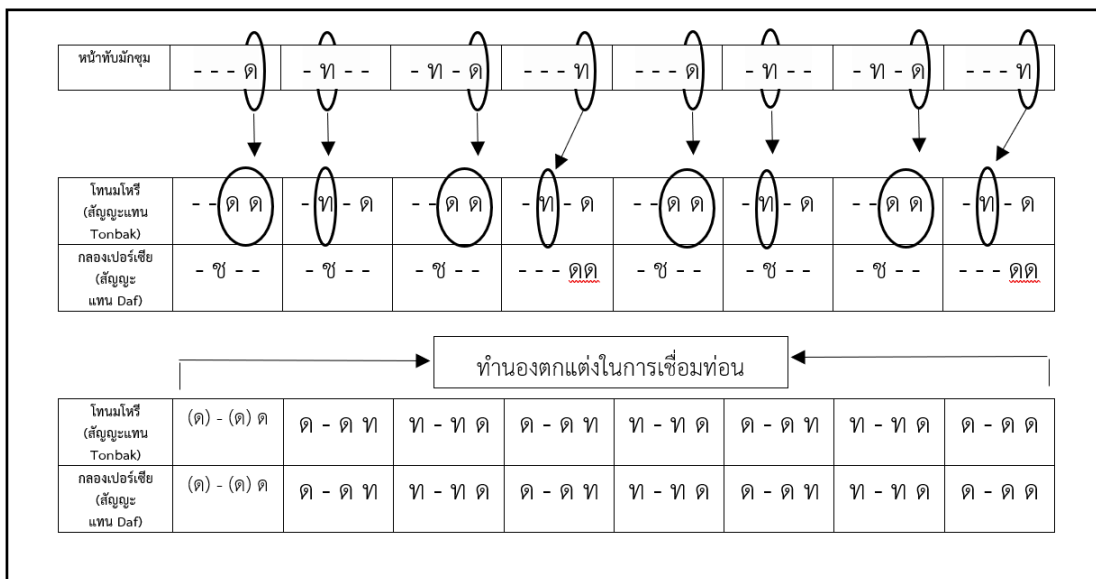 หน้าทับมักซุม - - - ด - ท - - - ท - ด - - - ท - - - ด - ท - - - ท - ด - - - ท
โทนมโหรี
(สัญญะแทน
Tonbak) - - ด ด - ท - ด - - ด ด - ท - ด - - ด ด - ท - ด - - ด ด - ท - ด
กลองเปอร์เซีย
(สัญญะ
แทน Daf) - ช - - - ช - - - ช - - - - - ดด - ช - - - ช - - - ช - - - - - ดด
ทำนองตกแต่งในการเชื่อมท่อน
โทนมโหรี
(สัญญะแทน
Tonbak) (ด) - (ด) ด ด - ด ท ท - ท ด ด - ด ท ท - ท ด ด - ด ท ท - ท ด ด - ด ด
กลองเปอร์เซีย
(สัญญะ
แทน Daf) (ด) - (ด) ด ด - ด ท ท - ท ด ด - ด ท ท - ท ด ด - ด ท ท - ท ด ด - ด ด